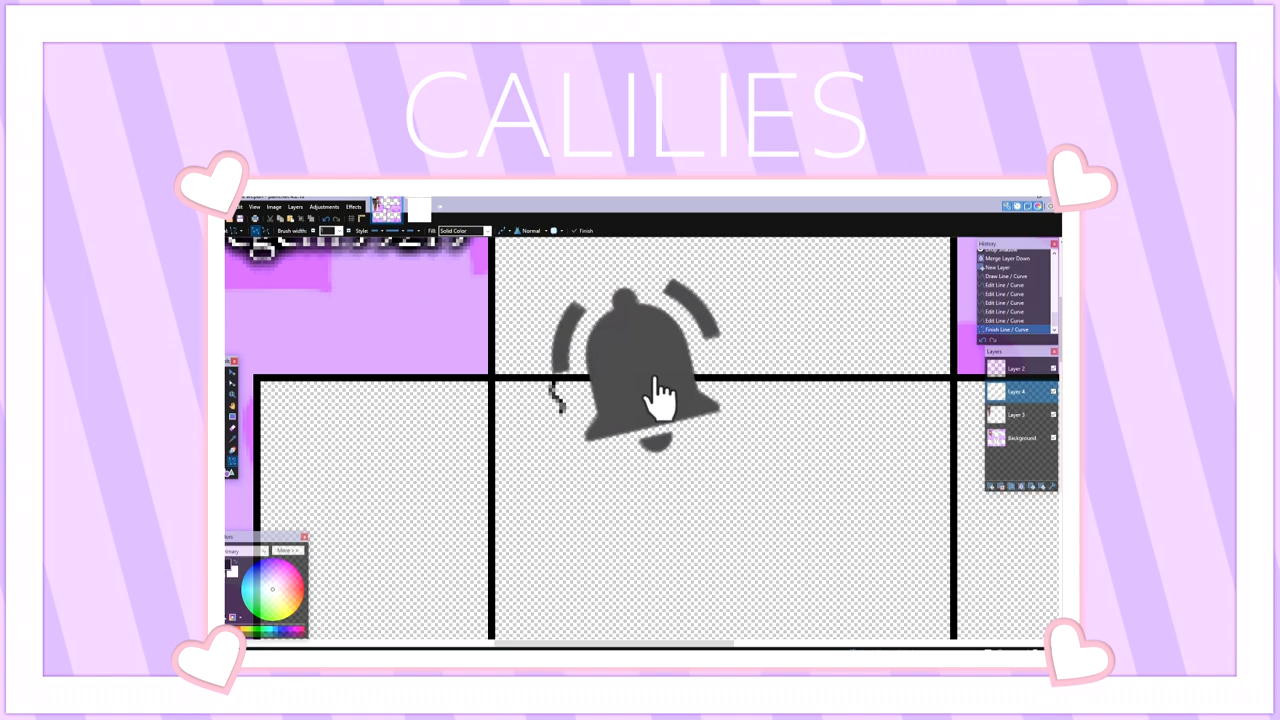 CALILIES
View Image Layers Adjustments Effects
Brush width: Style: Fill: Solid Color Normal Finish
History
Merge Layer Down
New Layer
Draw Line / Curve
Edit Line / Curve
Edit Line / Curve
Edit Line / Curve
Edit Line / Curve
Edit Line / Curve
Finish Line / Curve
Layers
Layer 2
Layer 4
Layer 3
Background
More >>